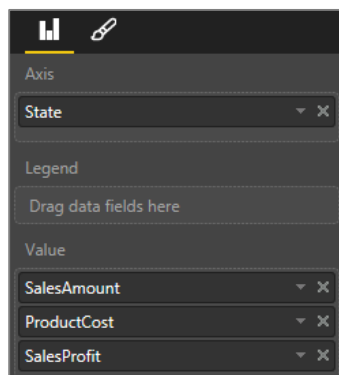 Axis
State
Legend
Drag data fields here
Value
SalesAmount
ProductCost
SalesProfit